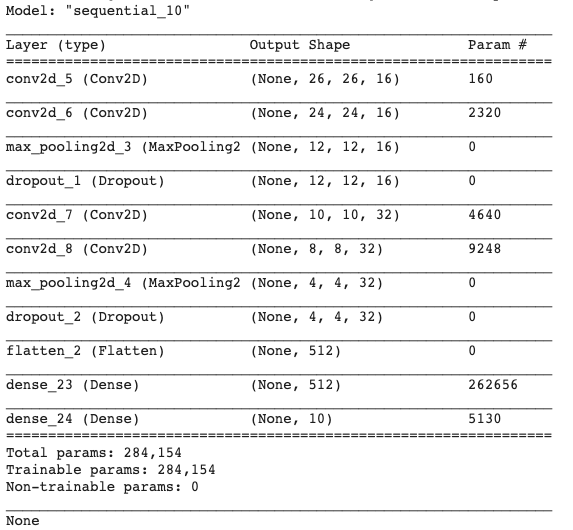 Model: "sequential_10"
Layer (type) Output Shape Param #
conv2d_5 (Conv2D) (None, 26, 26, 16) 160
conv2d_6 (Conv2D) (None, 24, 24, 16) 2320
max_pooling2d_3 (MaxPooling2 (None, 12, 12, 16) 0
dropout_1 (Dropout) (None, 12, 12, 16) 0
conv2d_7 (Conv2D) (None, 10, 10, 32) 4640
conv2d_8 (Conv2D) (None, 8, 8, 32) 9248
max_pooling2d_4 (MaxPooling2 (None, 4, 4, 32) 0
dropout_2 (Dropout) (None, 4, 4, 32) 0
flatten_2 (Flatten) (None, 512) 0
dense_23 (Dense) (None, 512) 262656
dense_24 (Dense) (None, 10) 5130
Total params: 284,154
Trainable params: 284,154
Non-trainable params: 0
None